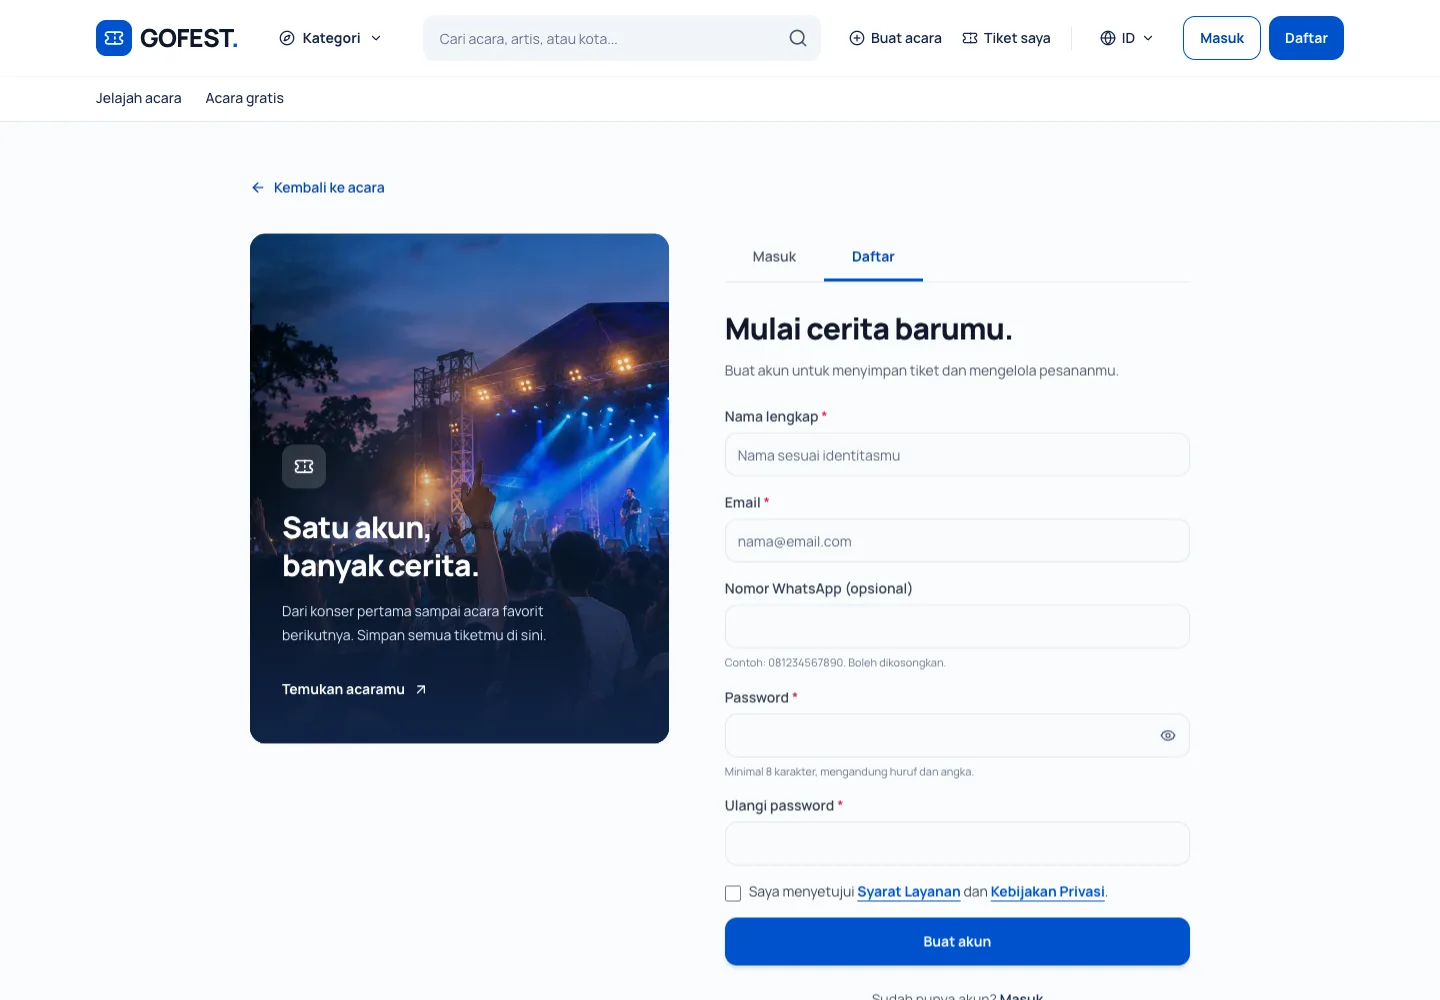 GOFEST.
Kategori
Cari acara, artis, atau kota...
Buat acara
Tiket saya
ID
Masuk
Daftar
Jelajah acara
Acara gratis
Kembali ke acara
Satu akun,
banyak cerita.
Dari konser pertama sampai acara favorit
berikutnya. Simpan semua tiketmu di sini.
Temukan acaramu
Masuk
Daftar
Mulai cerita barumu.
Buat akun untuk menyimpan tiket dan mengelola pesananmu.
Nama lengkap *
Nama sesuai identitasmu
Email *
nama@email.com
Nomor WhatsApp (opsional)
Contoh: 081234567890. Boleh dikosongkan.
Password *
Minimal 8 karakter, mengandung huruf dan angka.
Ulangi password *
Saya menyetujui Syarat Layanan dan Kebijakan Privasi.
Buat akun
Sudah punya akun? Masuk